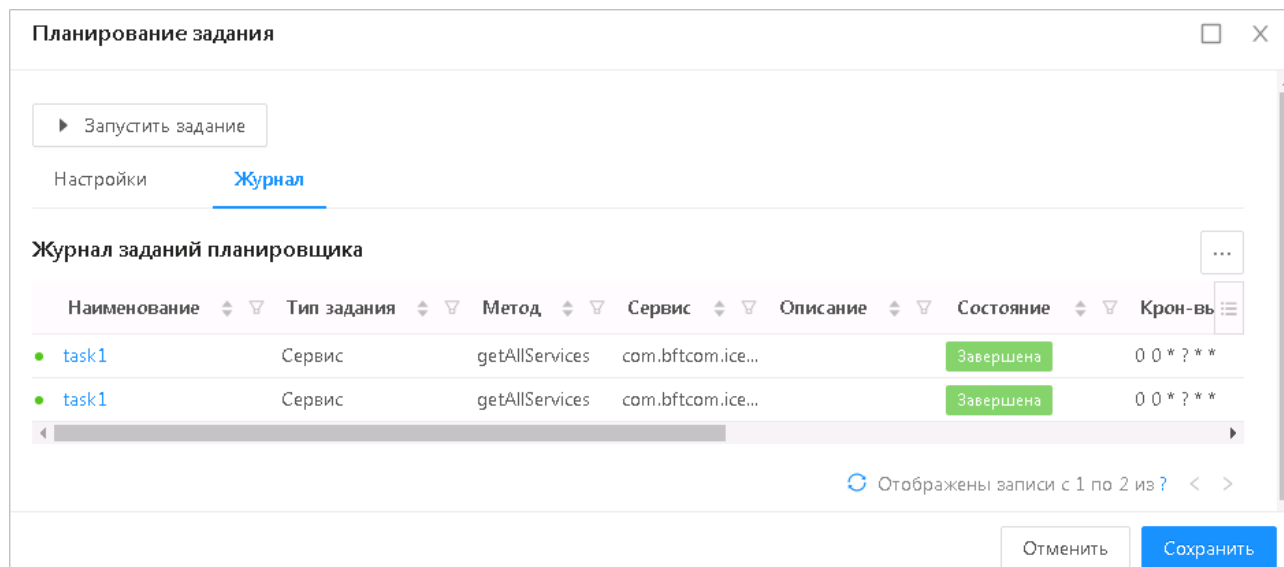 Планирование задания
Запустить задание
Настройки Журнал
Журнал заданий планировщика
...
Наименование Тип задания Метод Сервис Описание Состояние Крон-вы
task1 Сервис getAllServices com.bftcom.ice... Завершена 0 0 * ? * *
task1 Сервис getAllServices com.bftcom.ice... Завершена 0 0 * ? * *
Отображены записи с 1 по 2 из ? < >
Отменить Сохранить